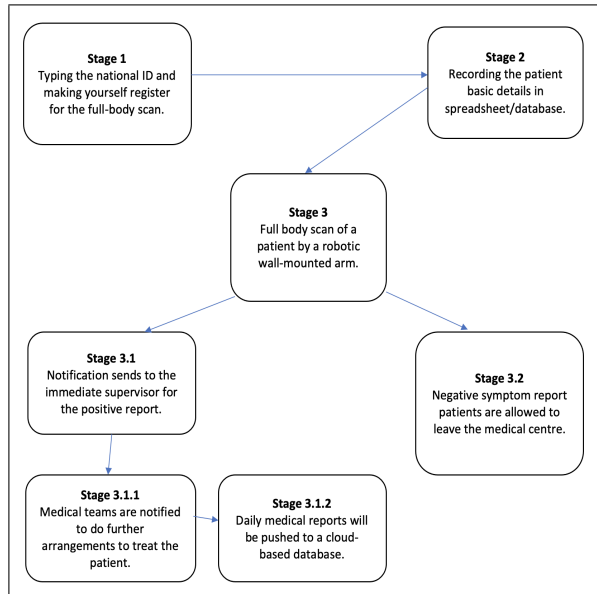 Stage 1
Typing the national ID and
making yourself register
for the full-body scan.
Stage 2
Recording the patient
basic details in
spreadsheet/database.
Stage 3
Full body scan of a
patient by a robotic
wall-mounted arm.
Stage 3.1
Notification sends to the
immediate supervisor for
the positive report.
Stage 3.2
Negative symptom report
patients are allowed to
leave the medical centre.
Stage 3.1.1
Medical teams are notified
to do further
arrangements to treat the
patient.
Stage 3.1.2
Daily medical reports will
be pushed to a cloud-
based database.